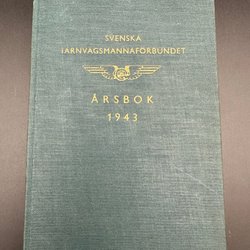 SVENSKA
JÄRNVÄGSMANNAFÖRBUNDET
ÅRSBOK
1943